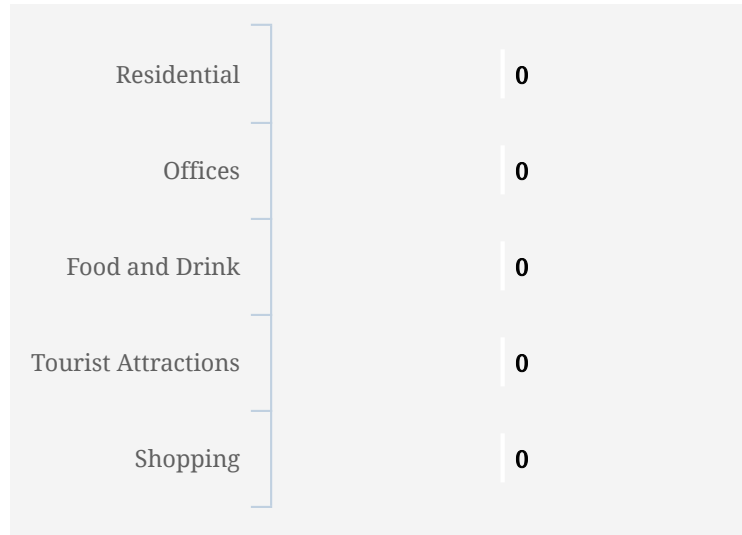 Residential 0
Offices 0
Food and Drink 0
Tourist Attractions 0
Shopping 0